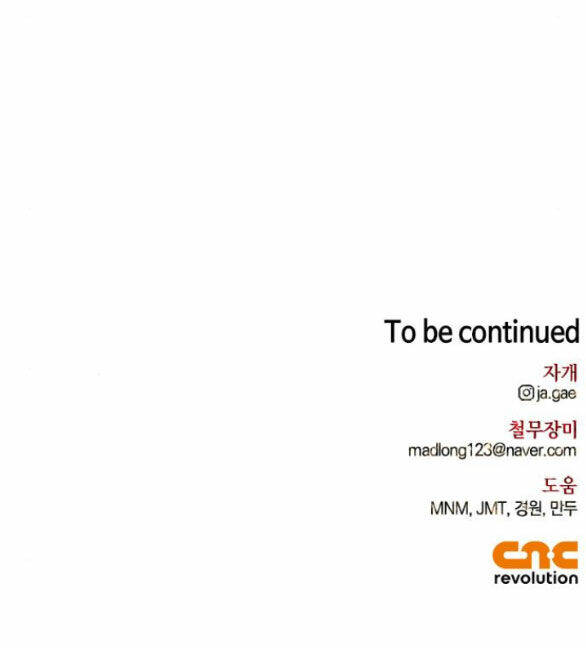 To be continued
자개
ja.gae
철무장미
madlong123@naver.com
도움
MNM, JMT, 경원, 만두
cnc
revolution